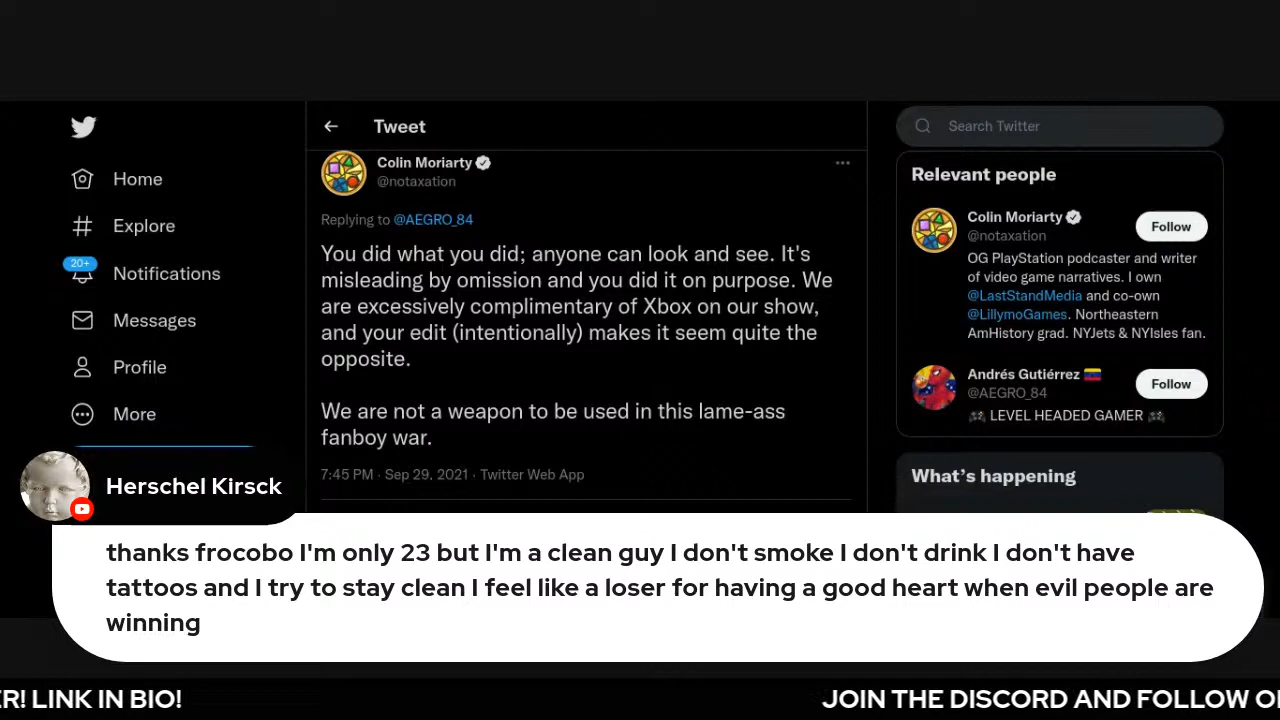 Home
Explore
20+
Notifications
Messages
Profile
More
Tweet
Colin Moriarty
@notaxation
Replying to @AEGRO_84
You did what you did; anyone can look and see. It's
misleading by omission and you did it on purpose. We
are excessively complimentary of Xbox on our show,
and your edit (intentionally) makes it seem quite the
opposite.
We are not a weapon to be used in this lame-ass
fanboy war.
7:45 PM · Sep 29, 2021 · Twitter Web App
Search Twitter
Relevant people
Colin Moriarty
@notaxation
Follow
OG PlayStation podcaster and writer
of video game narratives. I own
@LastStandMedia and co-own
@LillymoGames. Northeastern
AmHistory grad. NYJets & NYIsles fan.
Andrés Gutiérrez 🇻🇪
@AEGRO_84
Follow
🎮 LEVEL HEADED GAMER 🎮
What's happening
Herschel Kirsck
thanks frocobo I'm only 23 but I'm a clean guy I don't smoke I don't drink I don't have
tattoos and I try to stay clean I feel like a loser for having a good heart when evil people are
winning
ER! LINK IN BIO!
JOIN THE DISCORD AND FOLLOW O